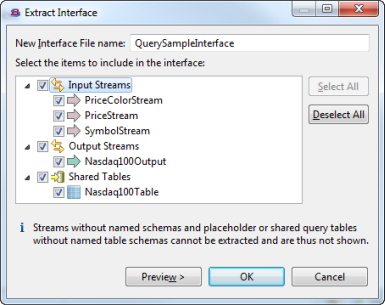 Extract Interface
New Interface File name: QuerySampleInterface
Select the items to include in the interface:
Input Streams
PriceColorStream
PriceStream
SymbolStream
Output Streams
Nasdaq100Output
Shared Tables
Nasdaq100Table
Select All
Deselect All
Streams without named schemas and placeholder or shared query tables
without named table schemas cannot be extracted and are thus not shown.
Preview >
OK
Cancel